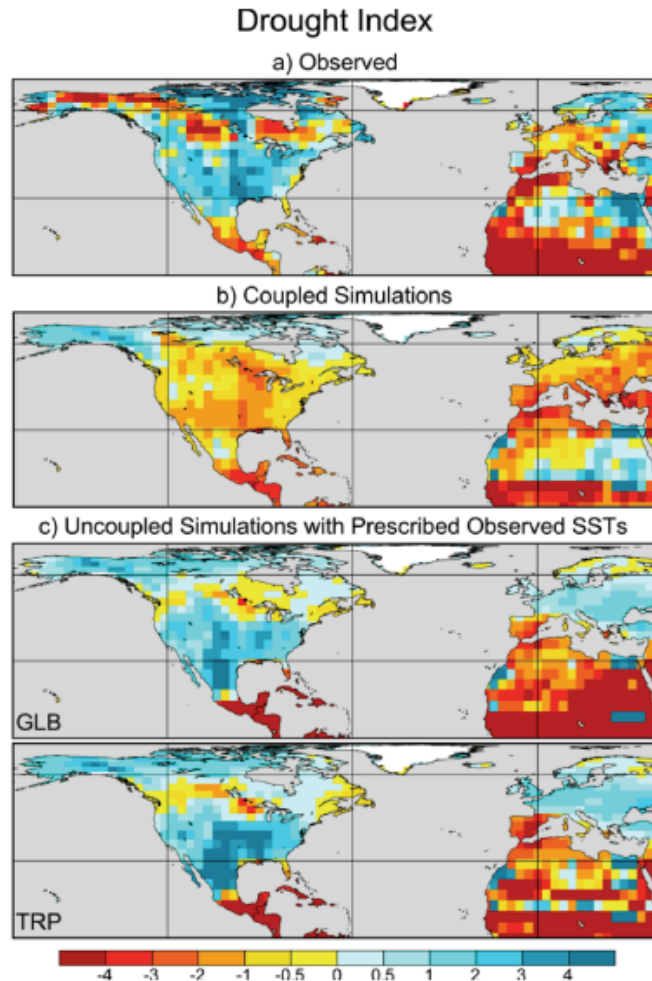 Drought Index
a) Observed
b) Coupled Simulations
c) Uncoupled Simulations with Prescribed Observed SSTs
GLB
TRP
-4 -3 -2 -1 -0.5 0 0.5 1 2 3 4